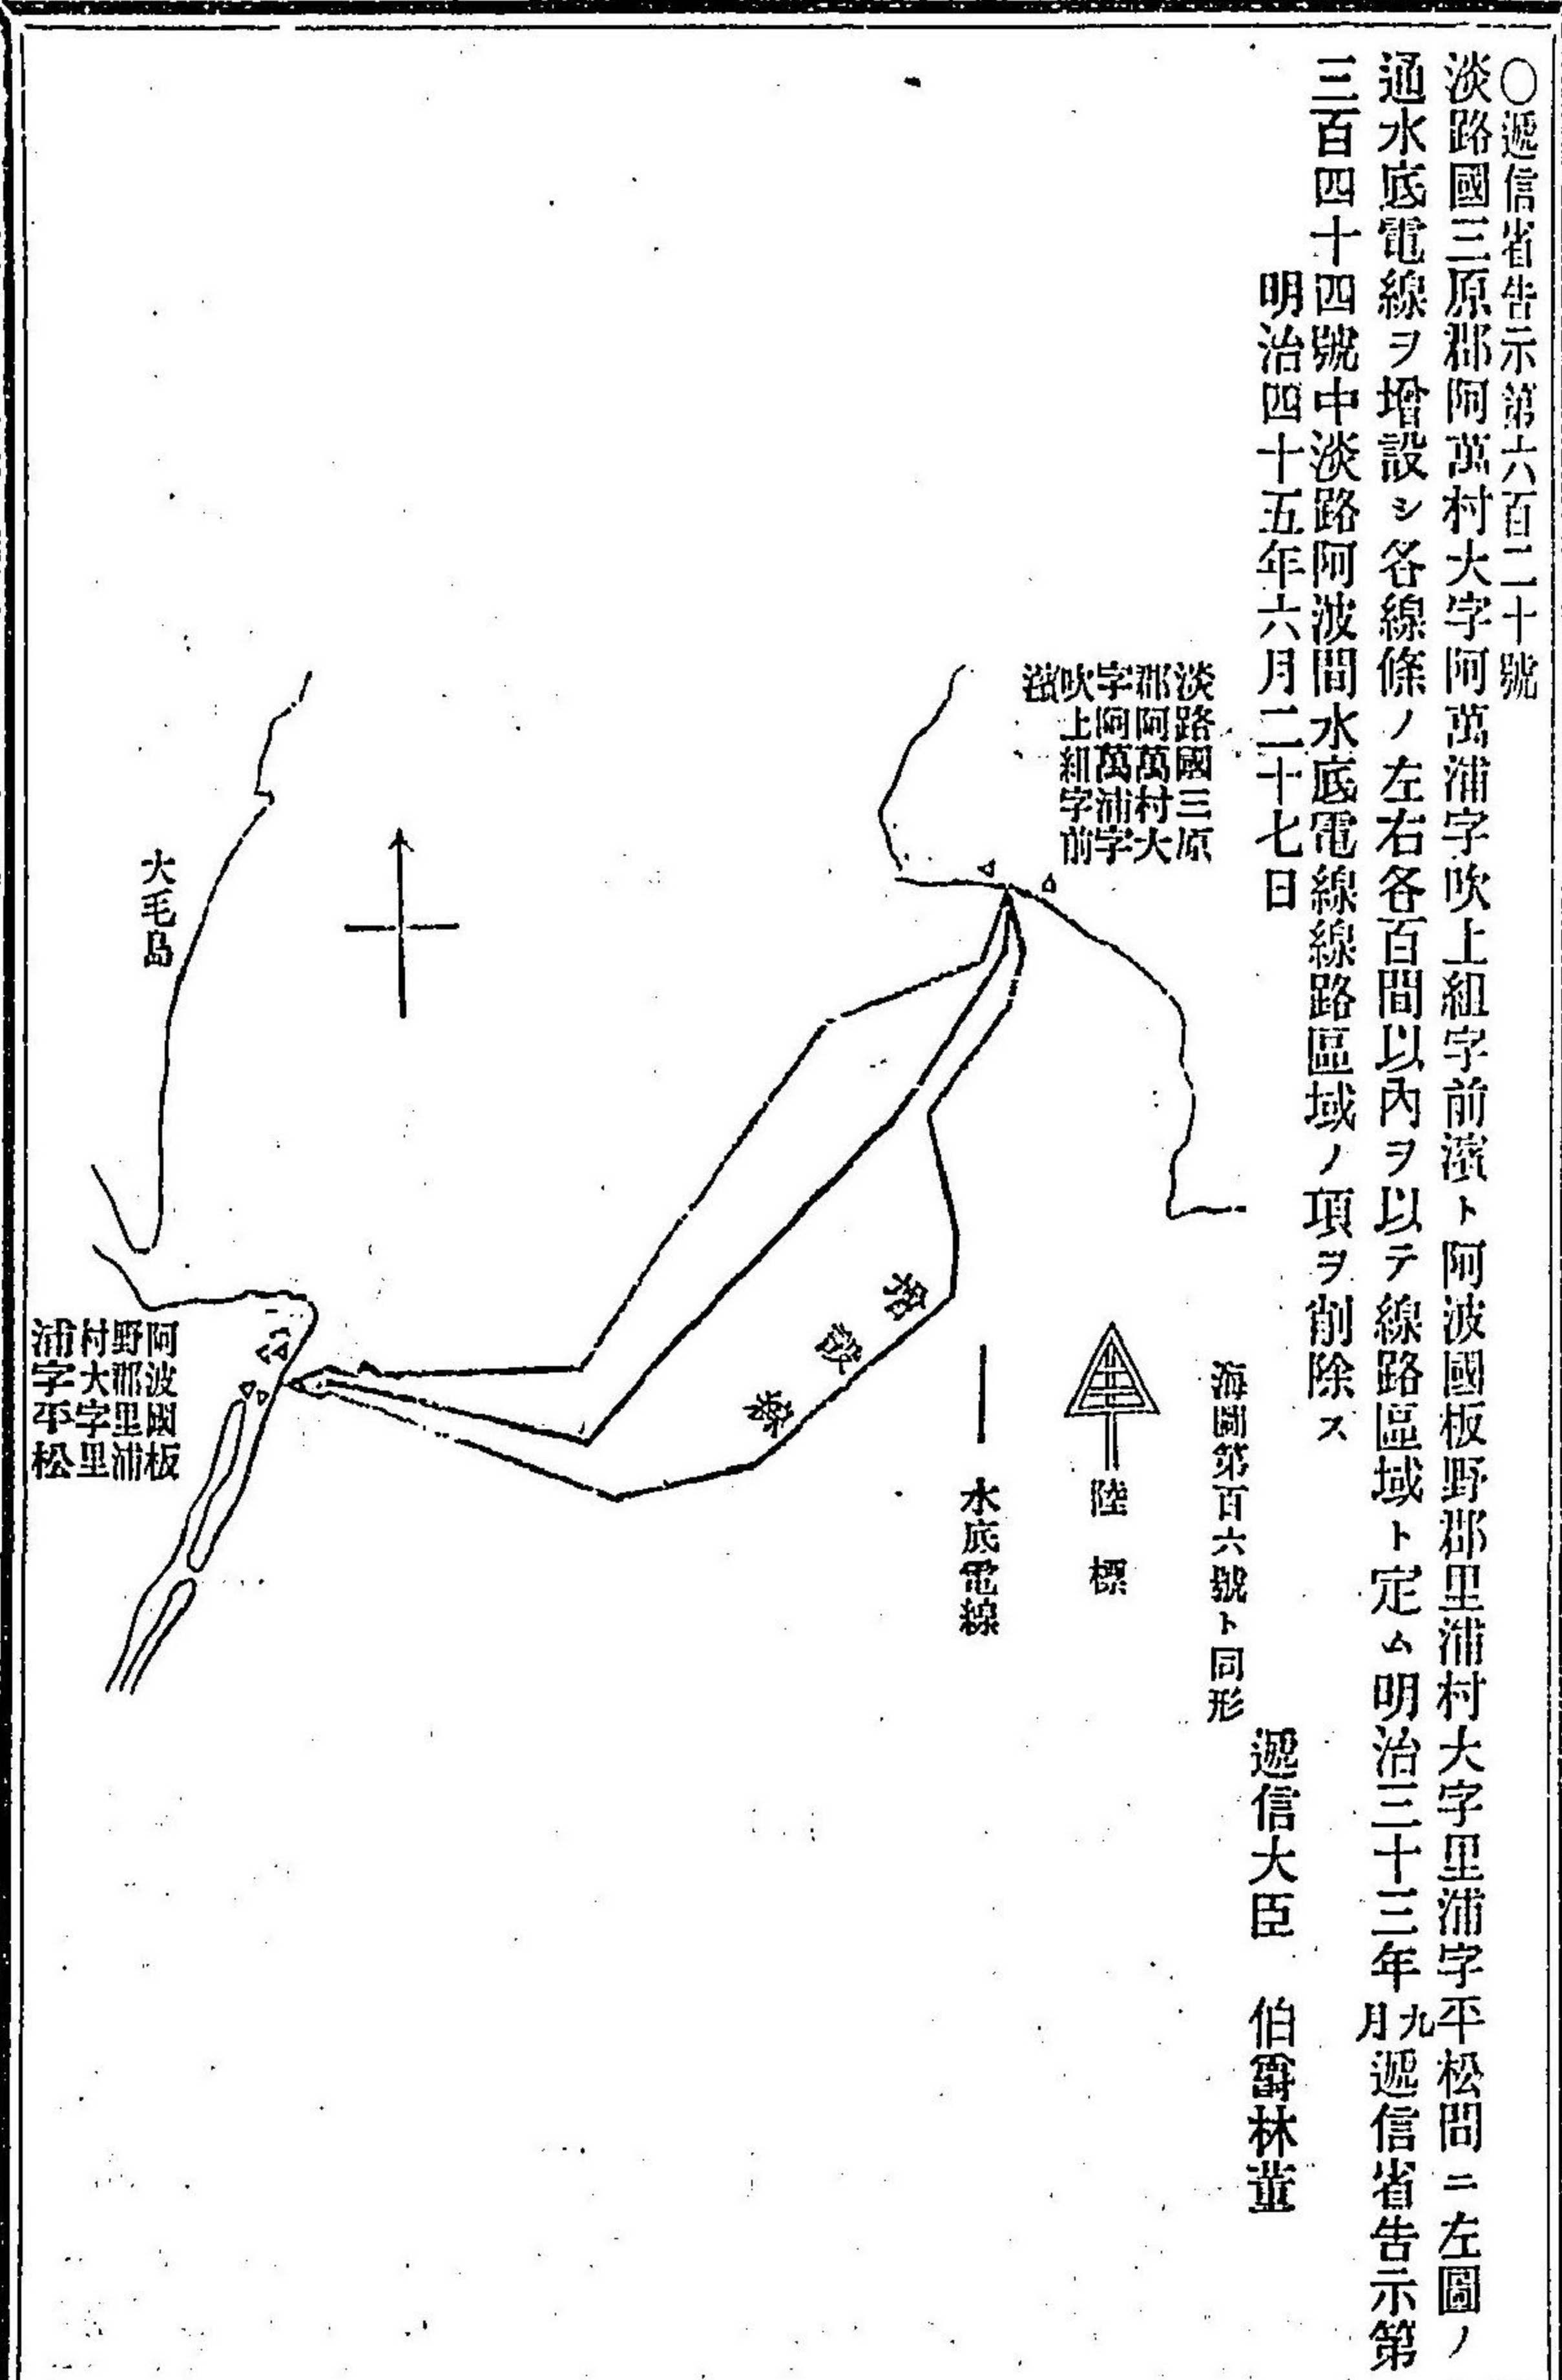 ○遞信省告示第六百二十號
淡路國三原郡阿萬村大字阿萬浦字吹上組字前濱ト阿波國板野郡里浦村大字里浦字平松間ニ左圖ノ
通水底電線ヲ增設シ各線條ノ左右各百間以內ヲ以テ線路區域ト定ム明治三十三年九月遞信省告示第
三百四十四號中淡路阿波間水底電線線路區域ノ項ヲ削除ス
明治四十五年六月二十七日
遞信大臣 伯爵林董
海圖第百六號ト同形
陸標
水底電線
淡路國三原
郡阿萬村大
字阿萬浦字
吹上組字前
濱
增設線
大毛島
阿波國板
野郡里浦
村大字里
浦字平松